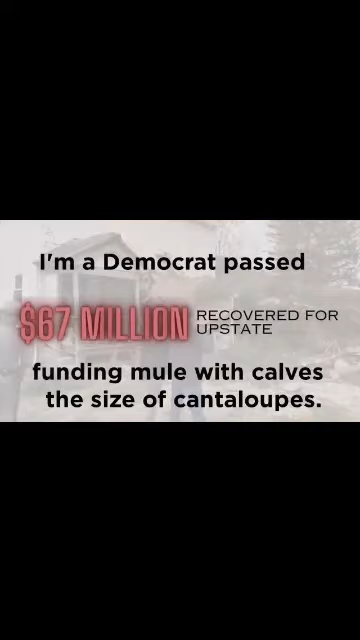 I'm a Democrat passed
$67 MILLION RECOVERED FOR
UPSTATE
funding mule with calves
the size of cantaloupes.